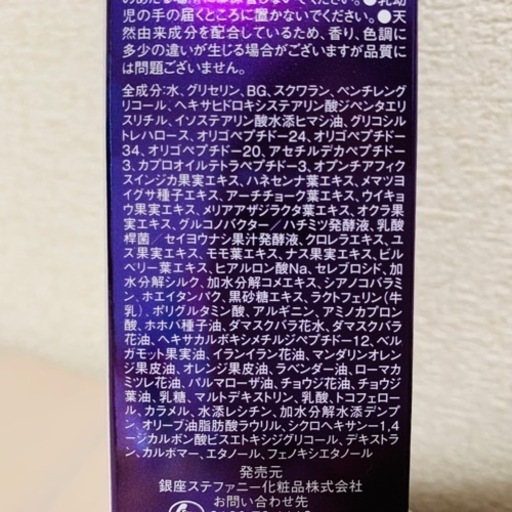 児の手の届くところに置かないでください。●天
然由来成分を配合しているため、香り、色調に
多少の違いが生じる場合がございますが品質に
は問題ございません。
全成分:水、グリセリン、BG、スクワラン、ペンチレング
リコール、ヘキサヒドロキシステアリン酸ジペンタエリ
スリチル、イソステアリン酸水添ヒマシ油、グリコシル
トレハロース、オリゴペプチドー24、オリゴペプチドー
34、オリゴペプチドー20、アセチルデカペプチドー
3、カプロオイルテトラペプチドー3、オプンチアフィク
スインジカ果実エキス、ハネセンナ葉エキス、メマツヨ
イグサ種子エキス、アーチチョーク葉エキス、ウイキョ
ウ果実エキス、メリアアザジラクタ葉エキス、オクラ果
実エキス、グルコノバクター/ハチミツ発酵液、乳酸
桿菌/セイヨウナシ果汁発酵液、クロレラエキス、ユ
ズ果実エキス、モモ葉エキス、ナス果実エキス、ビル
ベリー葉エキス、ヒアルロン酸Na、セレブロシド、加
水分解シルク、加水分解コメエキス、シアノコバラミ
ン、ホエイタンパク、黒砂糖エキス、ラクトフェリン(牛
乳)、ポリグルタミン酸、アルギニン、アミノカプロン
酸、ホホバ種子油、ダマスクバラ花水、ダマスクバラ
花油、ヘキサカルボキシメチルジペプチドー12、ベル
ガモット果実油、イランイラン花油、マンダリンオレン
ジ果皮油、オレンジ果皮油、ラベンダー油、ローマカ
ミツレ花油、パルマローザ油、チョウジ花油、チョウジ
葉油、乳糖、マルトデキストリン、乳酸、トコフェロー
ル、カラメル、水添レシチン、加水分解水添デンプ
ン、オリーブ油脂肪酸ラウリル、シクロヘキサンー1,4
ージカルボン酸ビスエトキシジグリコール、デキストラ
ン、カルボマー、エタノール、フェノキシエタノール
発売元
銀座ステファニー化粧品株式会社
お問い合わせ先